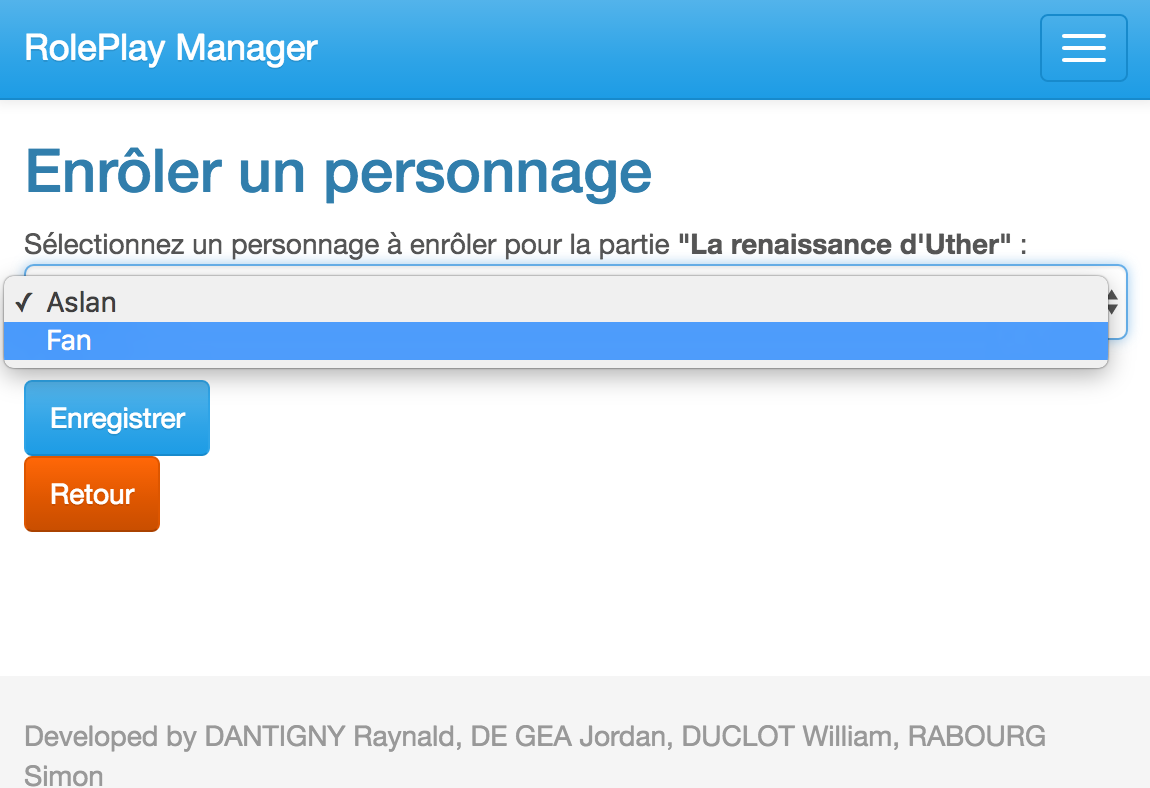 RolePlay Manager
Enrôler un personnage
Sélectionnez un personnage à enrôler pour la partie "La renaissance d'Uther" :
✓ Aslan
Fan
Enregistrer
Retour
Developed by DANTIGNY Raynald, DE GEA Jordan, DUCLOT William, RABOURG
Simon